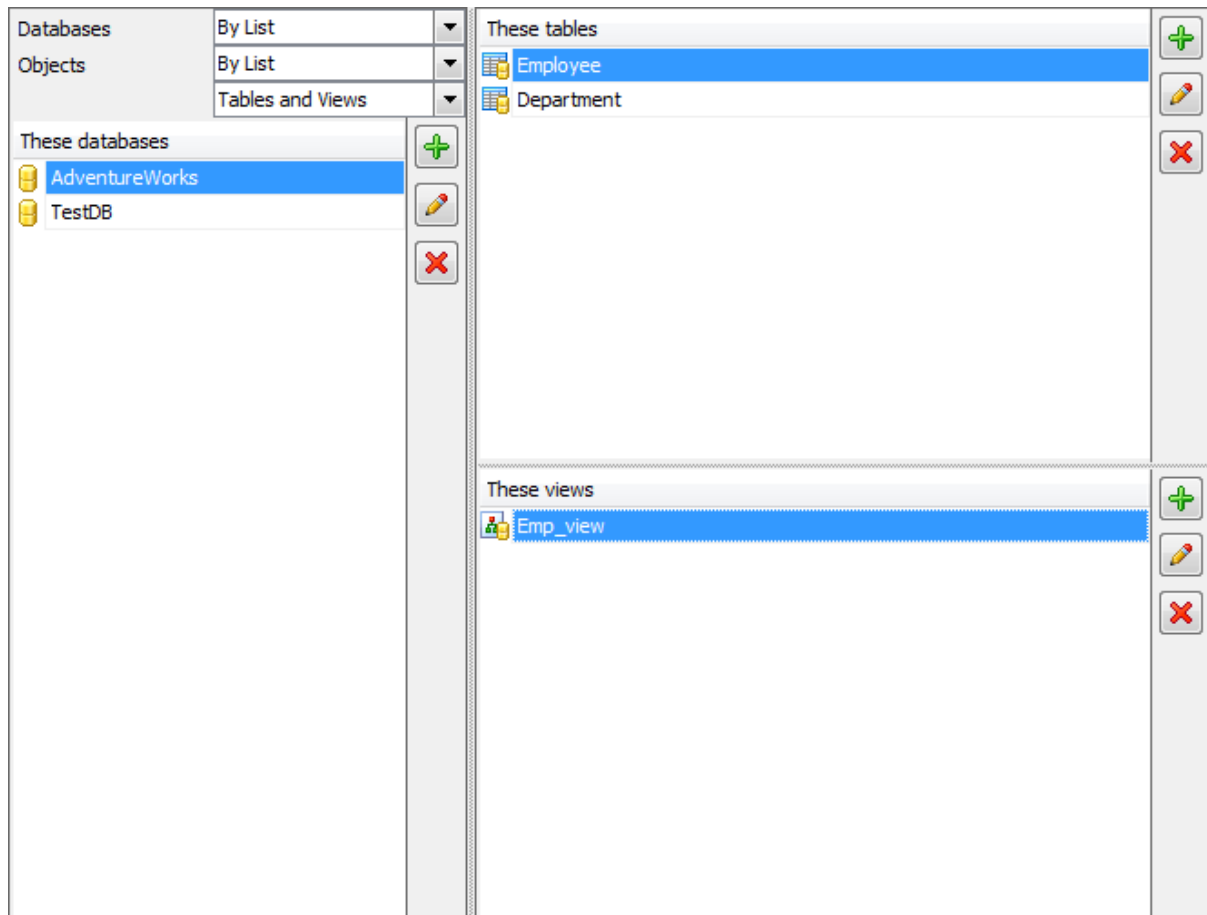 Databases By List
Objects By List
Tables and Views
These databases
AdventureWorks
TestDB
These tables
Employee
Department
These views
Emp_view